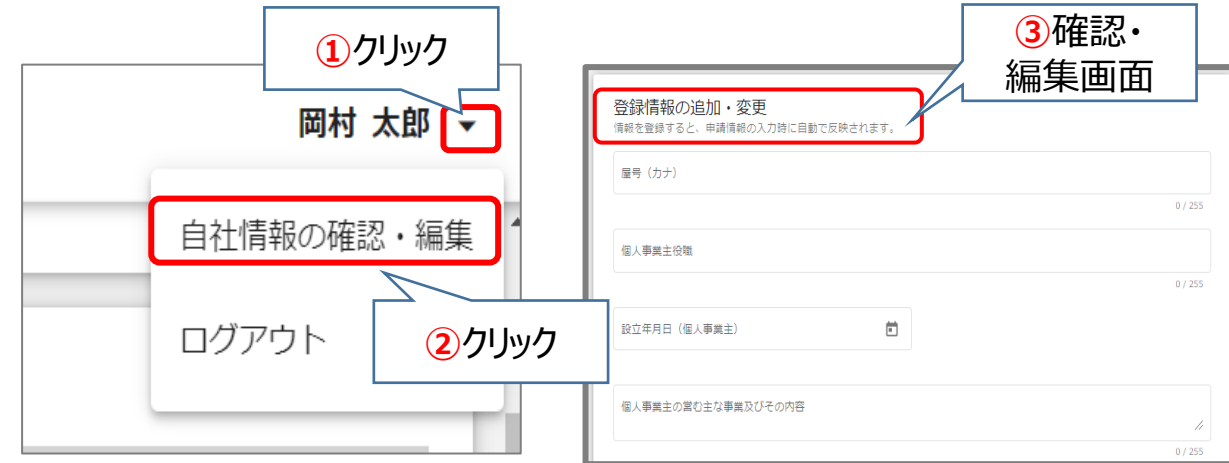 ①クリック
岡村 太郎
自社情報の確認・編集
ログアウト
②クリック
③確認・
編集画面
登録情報の追加・変更
情報を登録すると、申請情報の入力時に自動で反映されます。
屋号（カナ）
0 / 255
個人事業主役職
0 / 255
設立年月日（個人事業主）
個人事業主の営む主な事業及びその内容
0 / 255